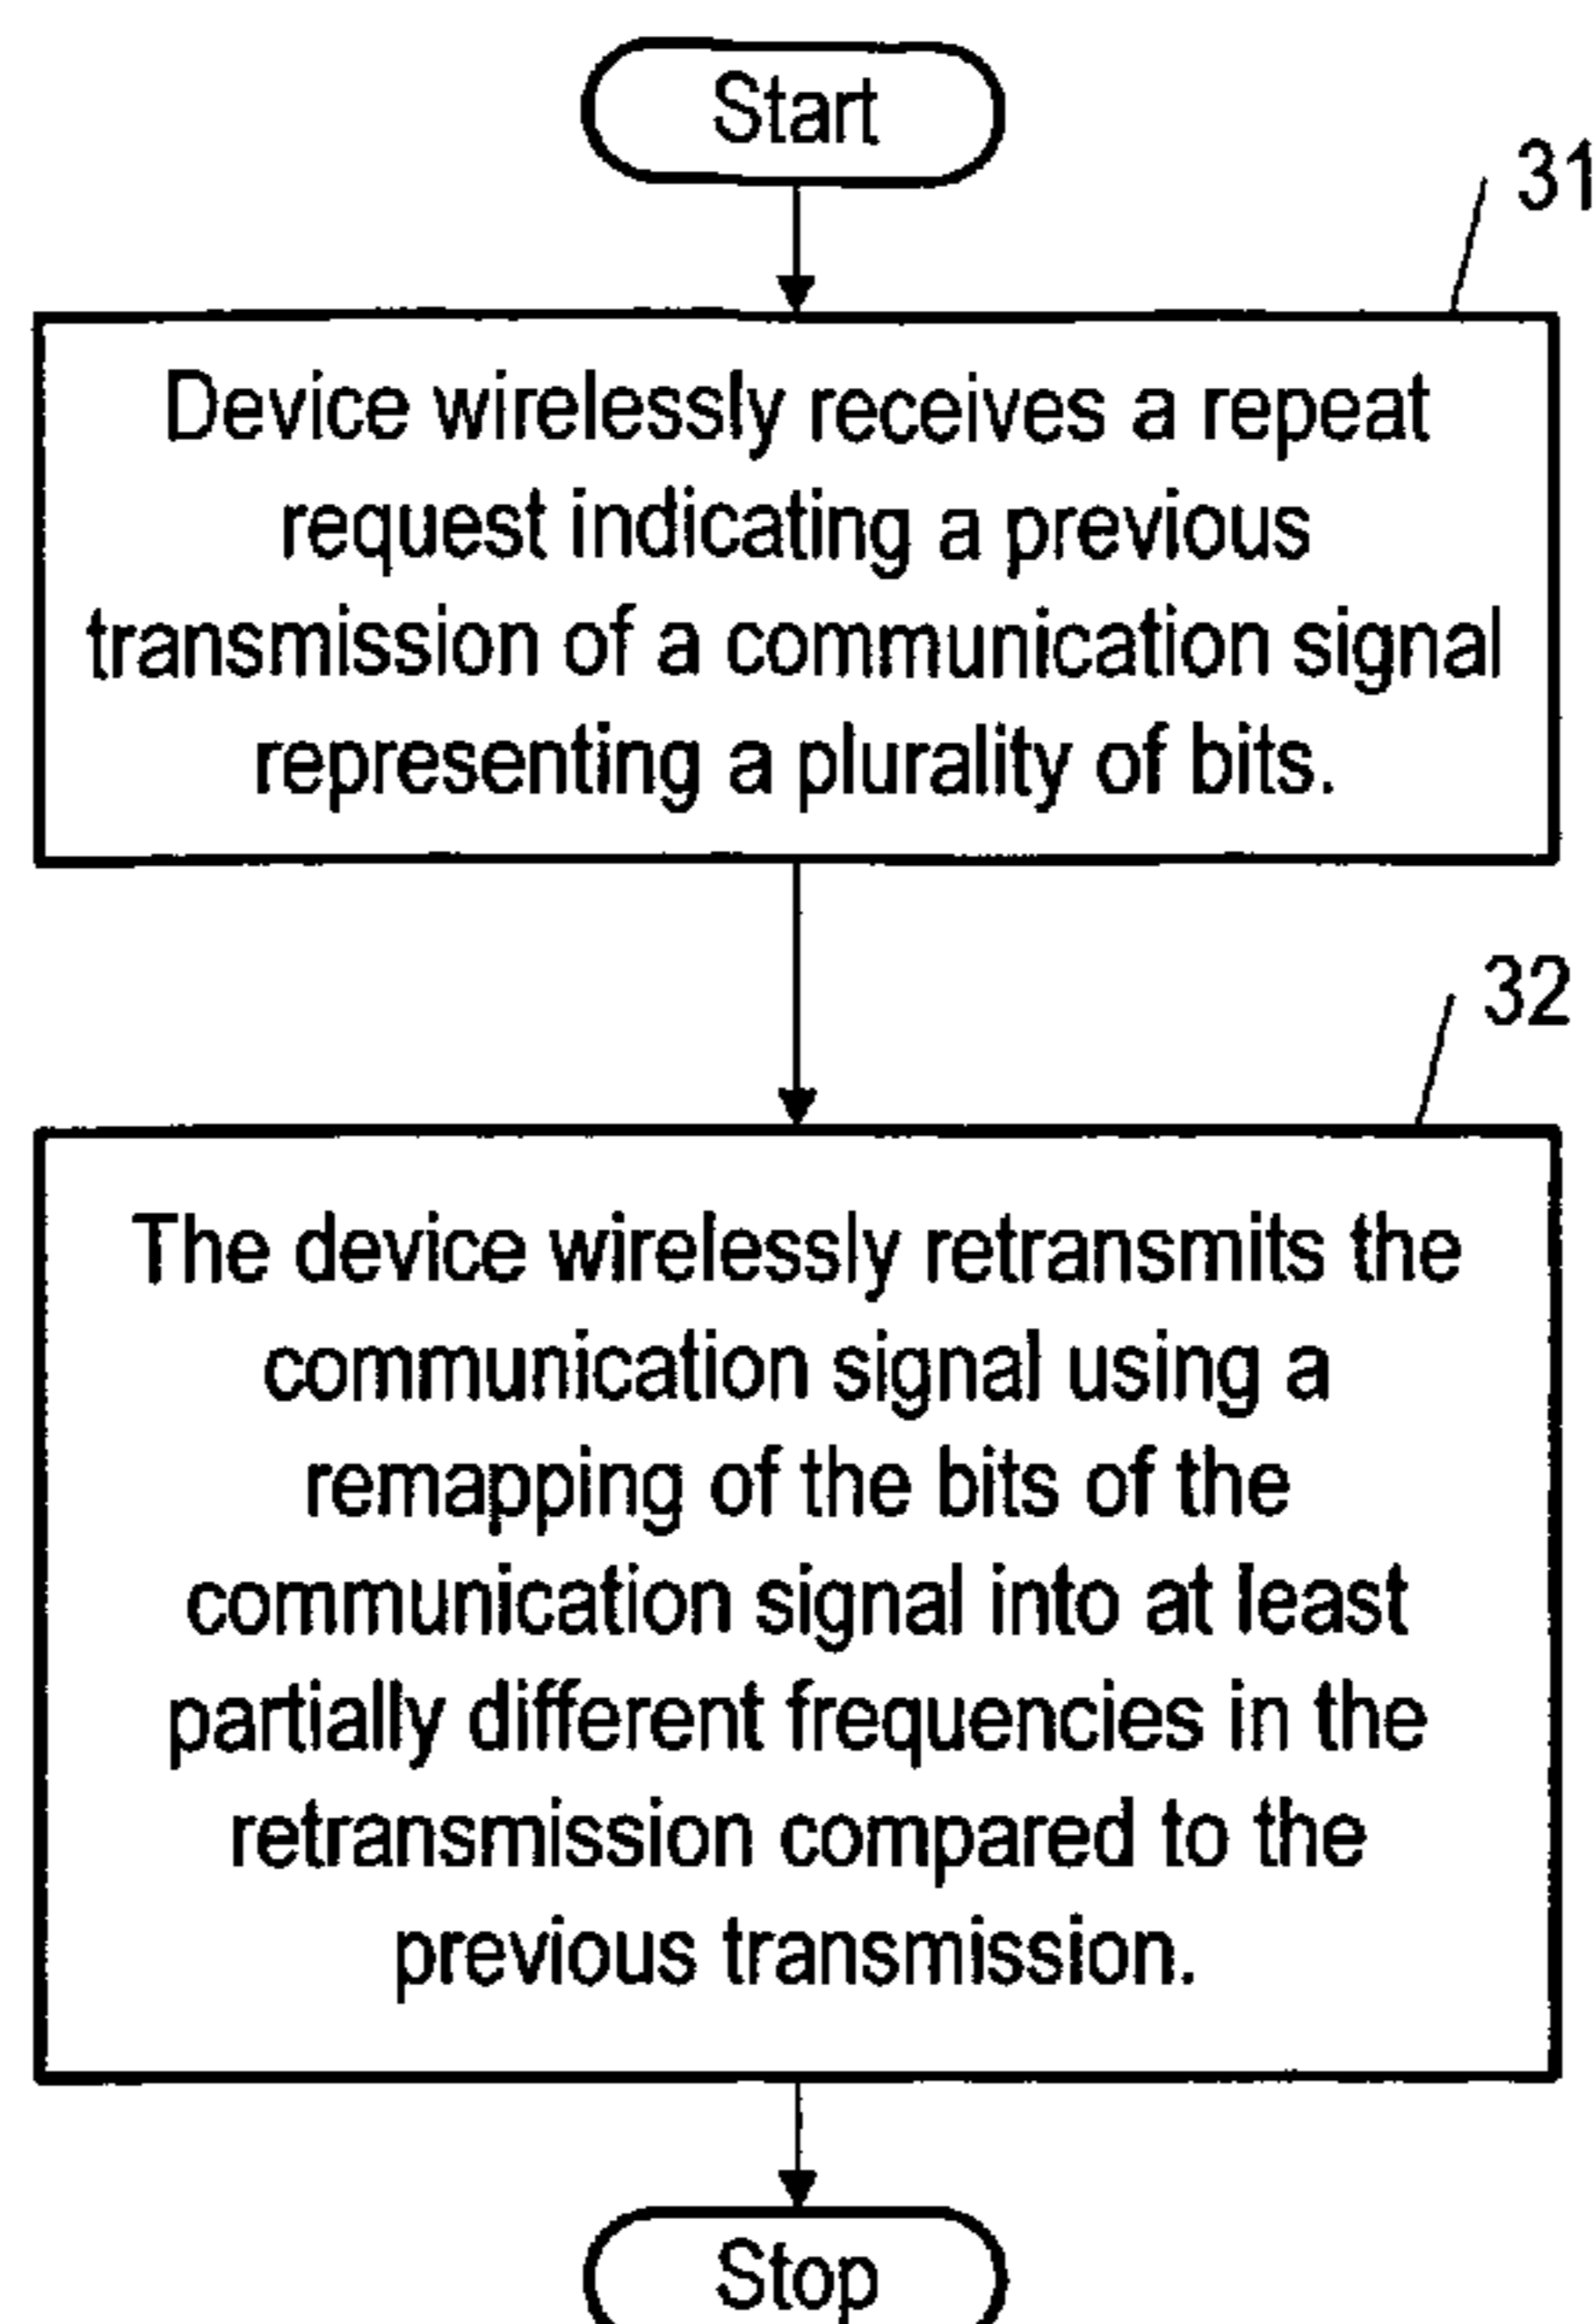 Start
31
Device wirelessly receives a repeat
request indicating a previous
transmission of a communication signal
representing a plurality of bits.
32
The device wirelessly retransmits the
communication signal using a
remapping of the bits of the
communication signal into at least
partially different frequencies in the
retransmission compared to the
previous transmission.
Stop